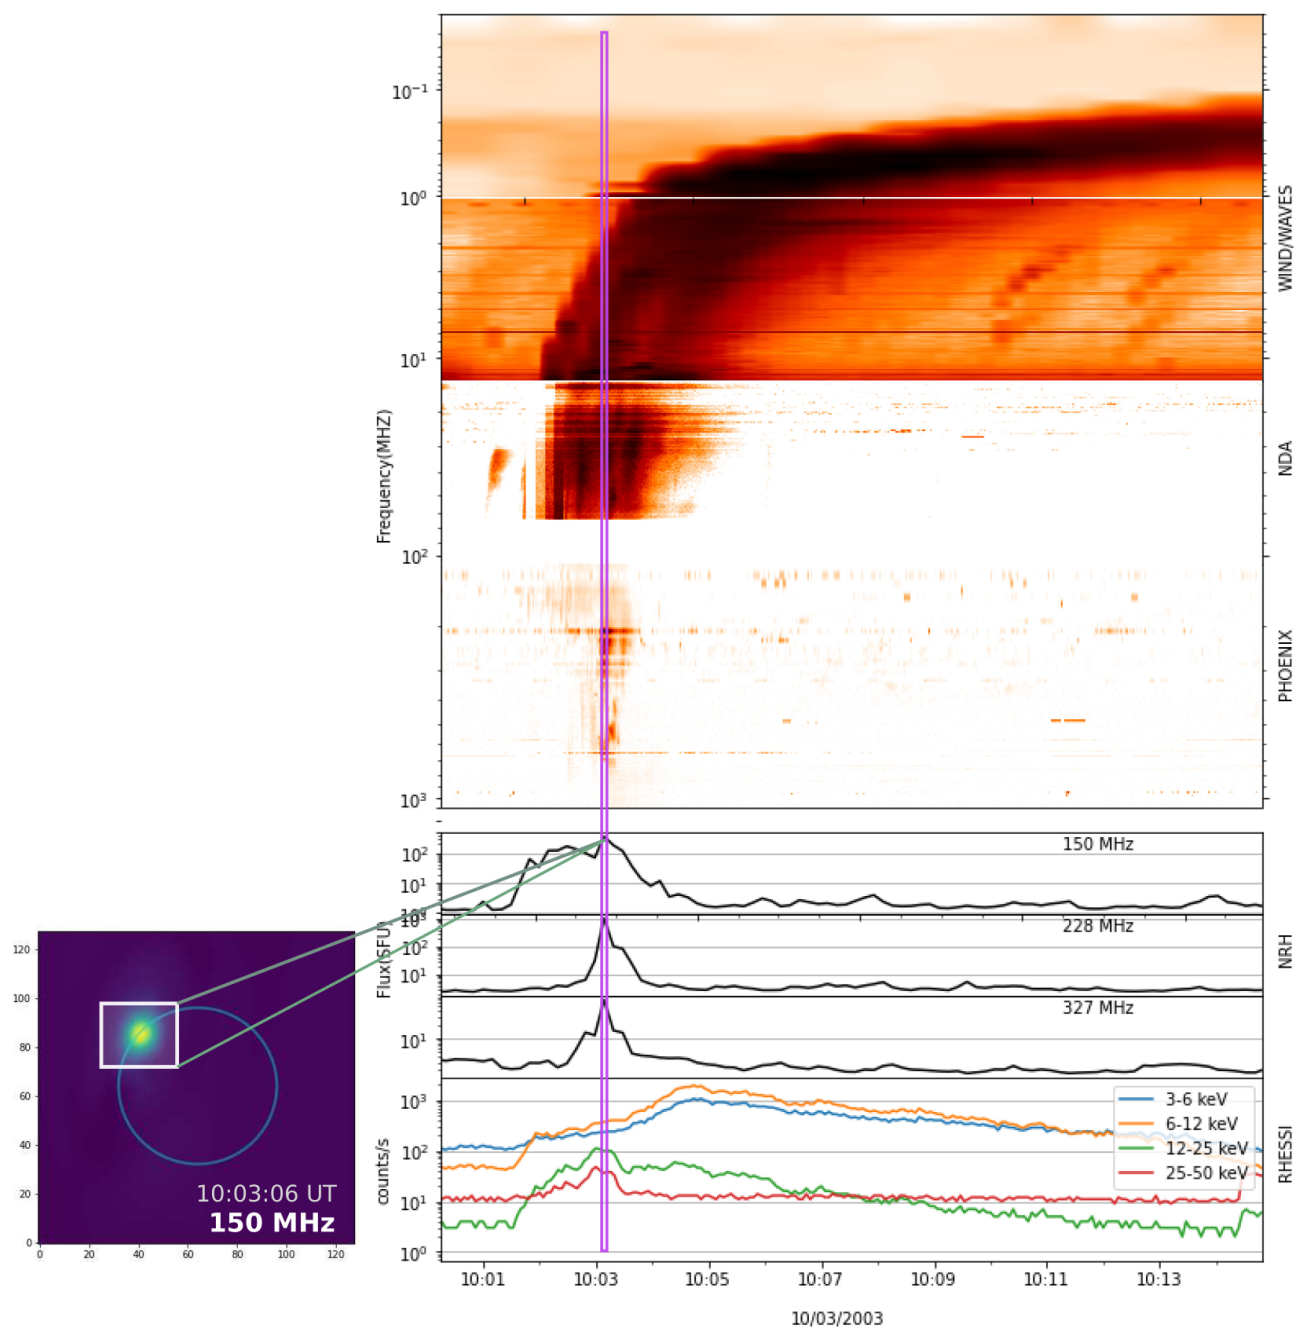 10⁻¹
10⁰
10¹
10²
10³
Frequency(MHZ)
WIND/WAVES
NDA
PHOENIX
150 MHz
10²
10¹
10⁰
228 MHz
10³
10²
10¹
Flux(SFU)
NRH
327 MHz
10¹
3-6 keV
6-12 keV
12-25 keV
25-50 keV
10³
10²
10¹
10⁰
counts/s
RHESSI
10:01 10:03 10:05 10:07 10:09 10:11 10:13
10/03/2003
120
100
80
60
40
20
0
0 20 40 60 80 100 120
10:03:06 UT
150 MHz